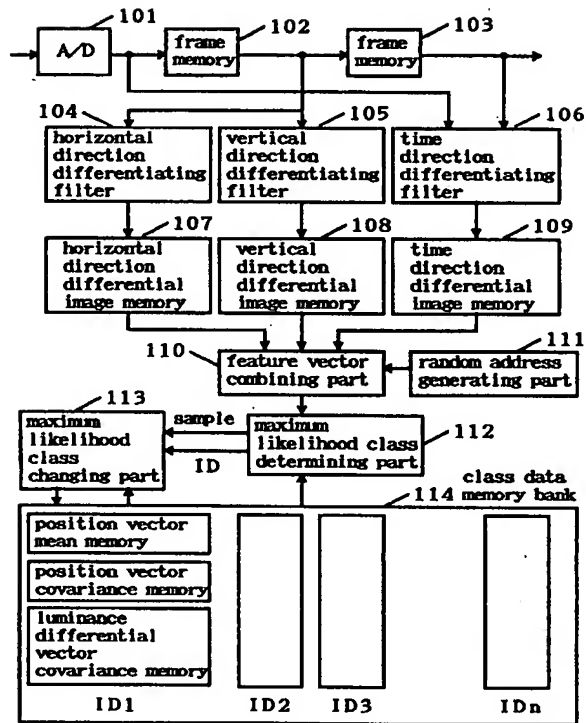 101
102
103
A/D
frame
memory
frame
memory
104
105
106
horizontal
direction
differentiating
filter
vertical
direction
differentiating
filter
time
direction
differentiating
filter
107
108
109
horizontal
direction
differential
image memory
vertical
direction
differential
image memory
time
direction
differential
image memory
110
111
feature vector
combining part
random address
generating part
113
maximum
likelihood
class
changing part
sample
ID
maximum
likelihood class
determining part
112
class data
114 memory bank
position vector
mean memory
position vector
covariance memory
luminance
differential
vector
covariance memory
ID1
ID2
ID3
IDn